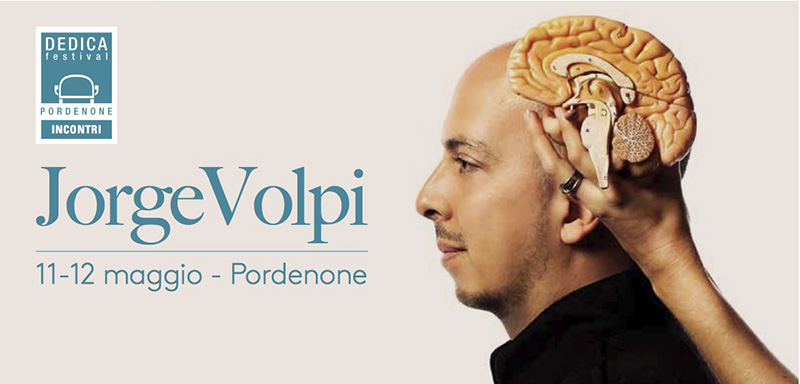 DEDICA
festival
PORDENONE
INCONTRI
JorgeVolpi
11-12 maggio - Pordenone